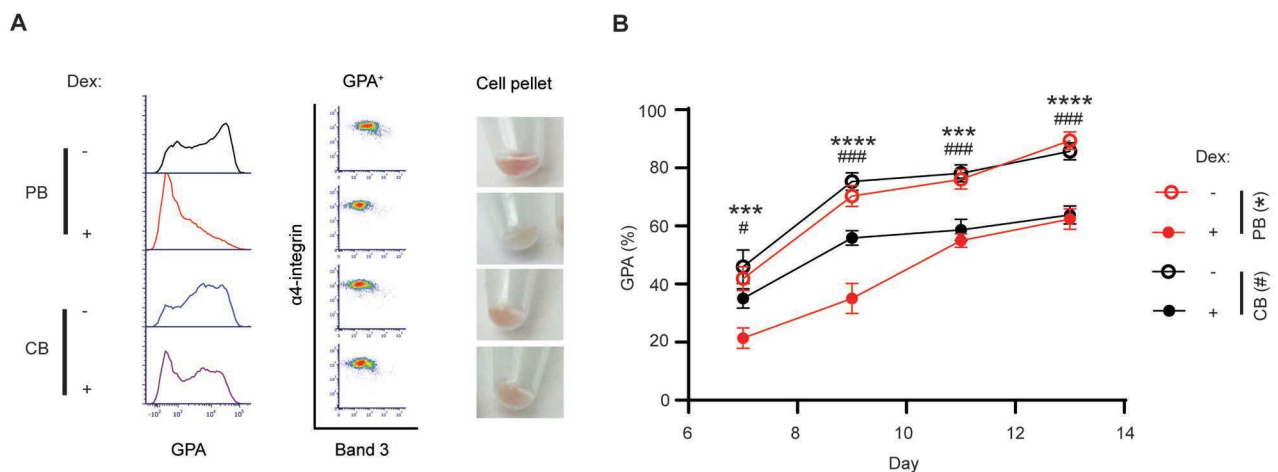 A
B
Dex:
GPA⁺
Cell pellet
PB
-
+
CB
-
+
α4-integrin
GPA
Band 3
GPA (%)
100
80
60
40
20
0
6
8
10
12
14
Day
***
#
****
###
***
###
****
###
Dex:
-
+
PB (*)
-
+
CB (#)